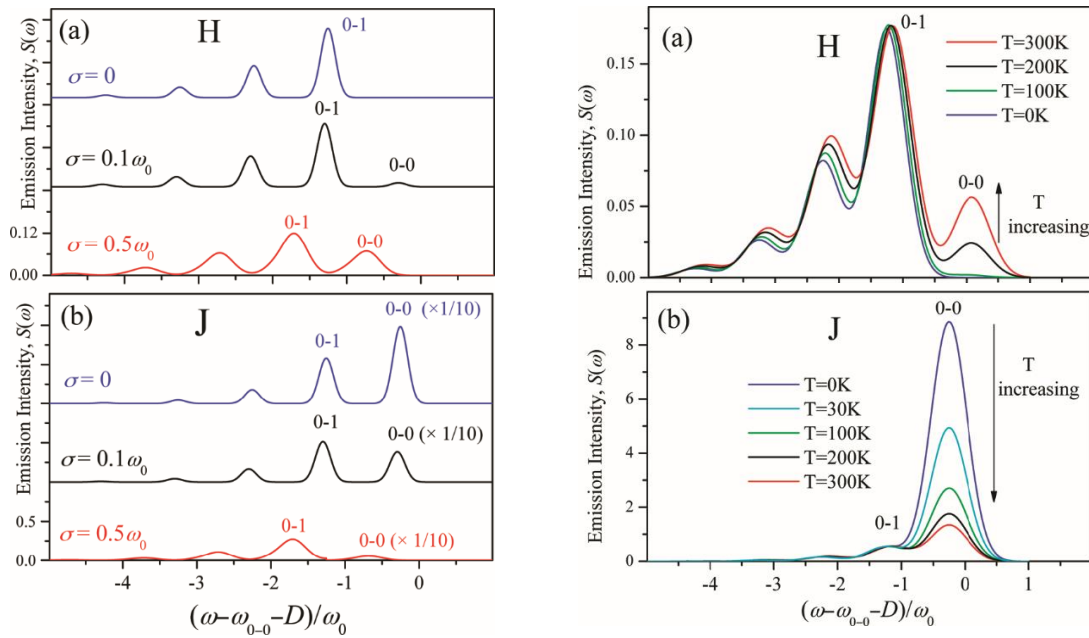 (a)
H
0-1
σ = 0
0-1
σ = 0.1ω₀
0-0
0.12
σ = 0.5ω₀
0-1
0-0
0.00
Emission Intensity, S(ω)
(b)
J
0-0 (×1/10)
0-1
σ = 0
0-1
0-0 (× 1/10)
σ = 0.1ω₀
0.5
σ = 0.5ω₀
0-1
0-0 (× 1/10)
0.0
Emission Intensity, S(ω)
-4 -3 -2 -1 0
(ω–ω₀₋₀–D)/ω₀
(a)
H
0-1
T=300K
T=200K
T=100K
T=0K
0-0
T
increasing
0.15
0.10
0.05
0.00
Emission Intensity, S(ω)
(b)
J
0-0
T
increasing
T=0K
T=30K
T=100K
T=200K
T=300K
0-1
8
6
4
2
0
Emission Intensity, S(ω)
-4 -3 -2 -1 0 1
(ω–ω₀₋₀–D)/ω₀